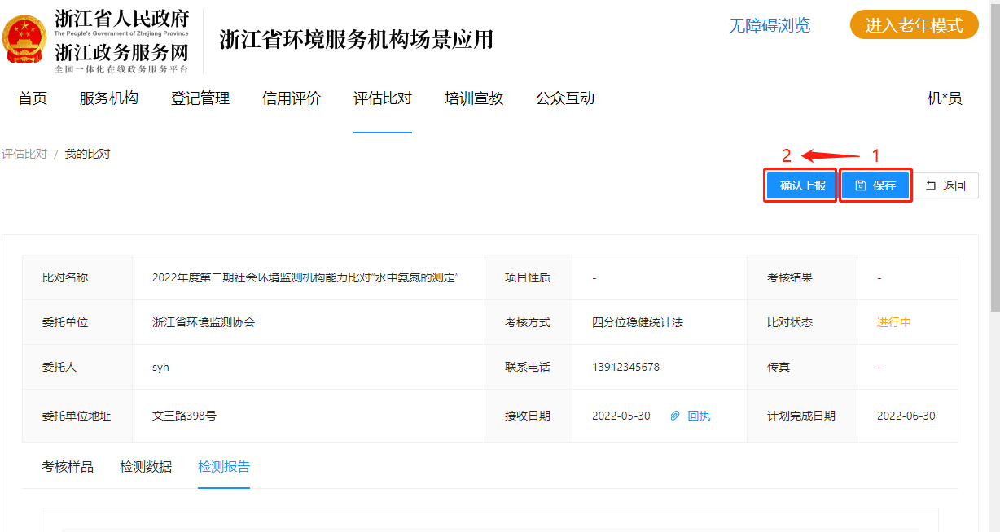 浙江省人民政府
The People's Government of Zhejiang Province
浙江政务服务网
全国一体化在线政务服务平台
浙江省环境服务机构场景应用
无障碍浏览
进入老年模式
首页 服务机构 登记管理 信用评价 评估比对 培训宣教 公众互动 机*员
评估比对 / 我的比对
2 1
确认上报 保存 返回
比对名称 2022年度第二期社会环境监测机构能力比对“水中氨氮的测定” 项目性质 - 考核结果 -
委托单位 浙江省环境监测协会 考核方式 四分位稳健统计法 比对状态 进行中
委托人 syh 联系电话 13912345678 传真 -
委托单位地址 文三路398号 接收日期 2022-05-30 回执 计划完成日期 2022-06-30
考核样品 检测数据 检测报告